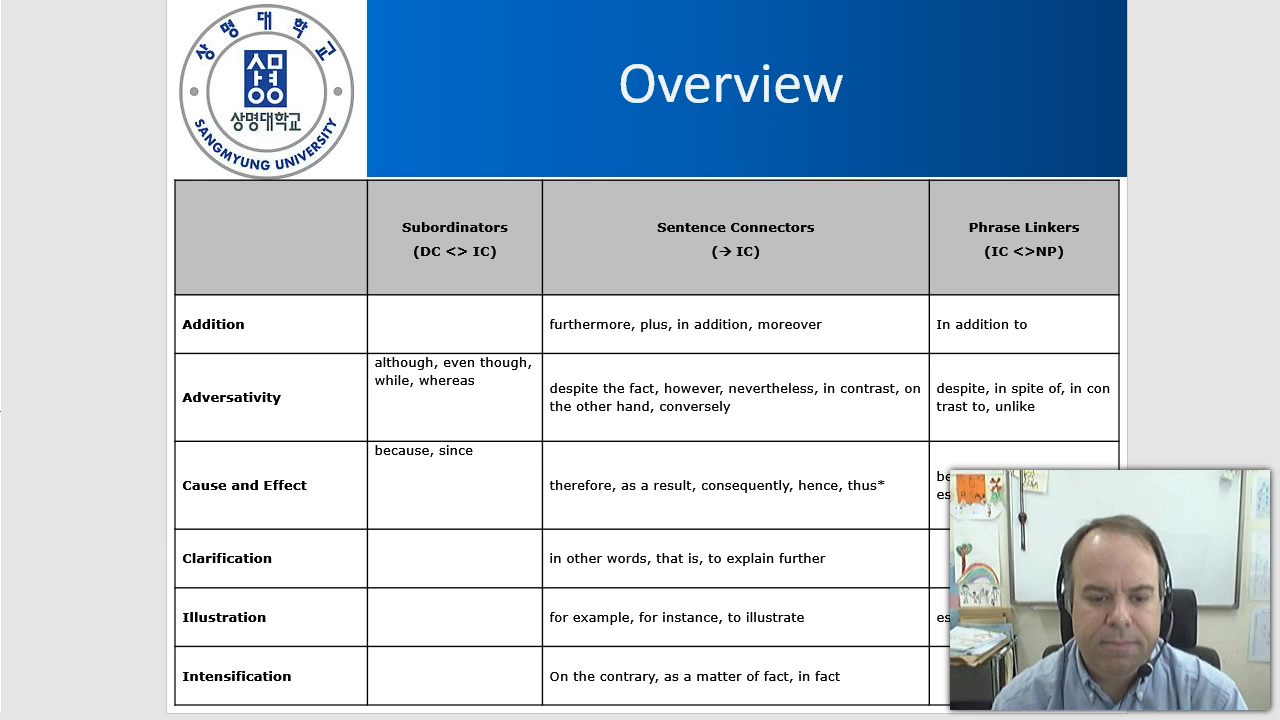 상명대학교
상명
상명대학교
SANGMYUNG UNIVERSITY
Overview
Subordinators
(DC <> IC)
Sentence Connectors
(→ IC)
Phrase Linkers
(IC <>NP)
Addition
furthermore, plus, in addition, moreover
In addition to
Adversativity
although, even though,
while, whereas
despite the fact, however, nevertheless, in contrast, on
the other hand, conversely
despite, in spite of, in con
trast to, unlike
Cause and Effect
because, since
therefore, as a result, consequently, hence, thus*
be
es
Clarification
in other words, that is, to explain further
Illustration
for example, for instance, to illustrate
es
Intensification
On the contrary, as a matter of fact, in fact